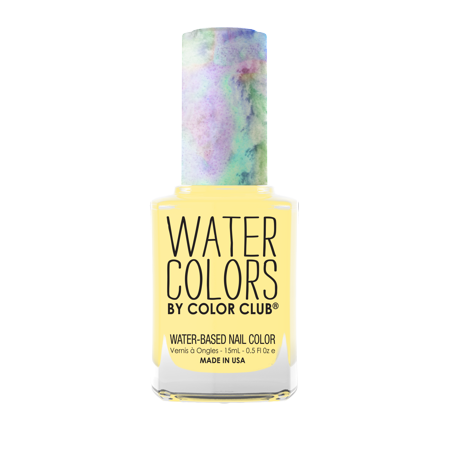 WATER
COLORS
BY COLOR CLUB®
WATER-BASED NAIL COLOR
Vernis à Ongles - 15mL - 0.5 Fl Oz e
MADE IN USA